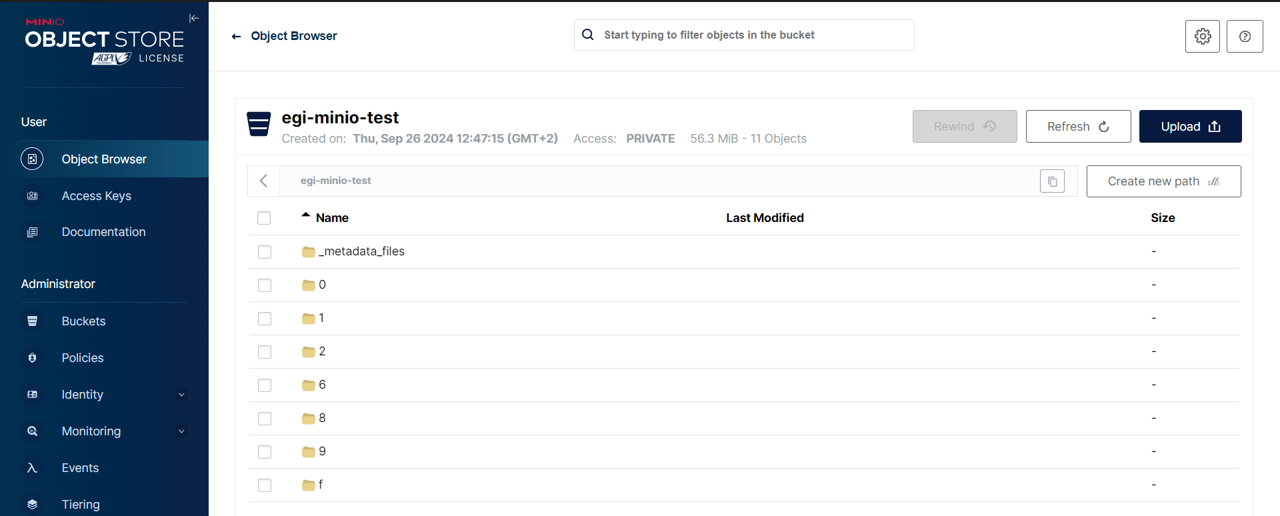 MINIO
OBJECT STORE
AGPLv3 LICENSE
User
Object Browser
Access Keys
Documentation
Administrator
Buckets
Policies
Identity
Monitoring
Events
Tiering
Object Browser
Start typing to filter objects in the bucket
egi-minio-test
Created on: Thu, Sep 26 2024 12:47:15 (GMT+2) Access: PRIVATE 56.3 MiB - 11 Objects
Rewind
Refresh
Upload
egi-minio-test
Create new path
Name Last Modified Size
_metadata_files -
0 -
1 -
2 -
6 -
8 -
9 -
f -